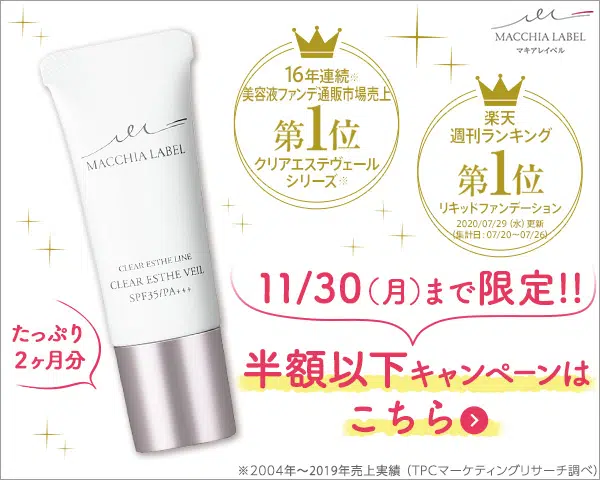 MACCHIA LABEL
マキアレイベル
16年連続※
美容液ファンデ通販市場売上
第1位
クリアエステヴェール
シリーズ※
楽天
週刊ランキング
第1位
リキッドファンデーション
2020/07/29(水)更新
(集計日:07/20〜07/26)
MACCHIA LABEL
CLEAR ESTHE LINE
CLEAR ESTHE VEIL
SPF35/PA+++
たっぷり
2ヶ月分
11/30(月)まで限定!!
半額以下キャンペーンは
こちら
※2004年〜2019年売上実績(TPCマーケティングリサーチ調べ)